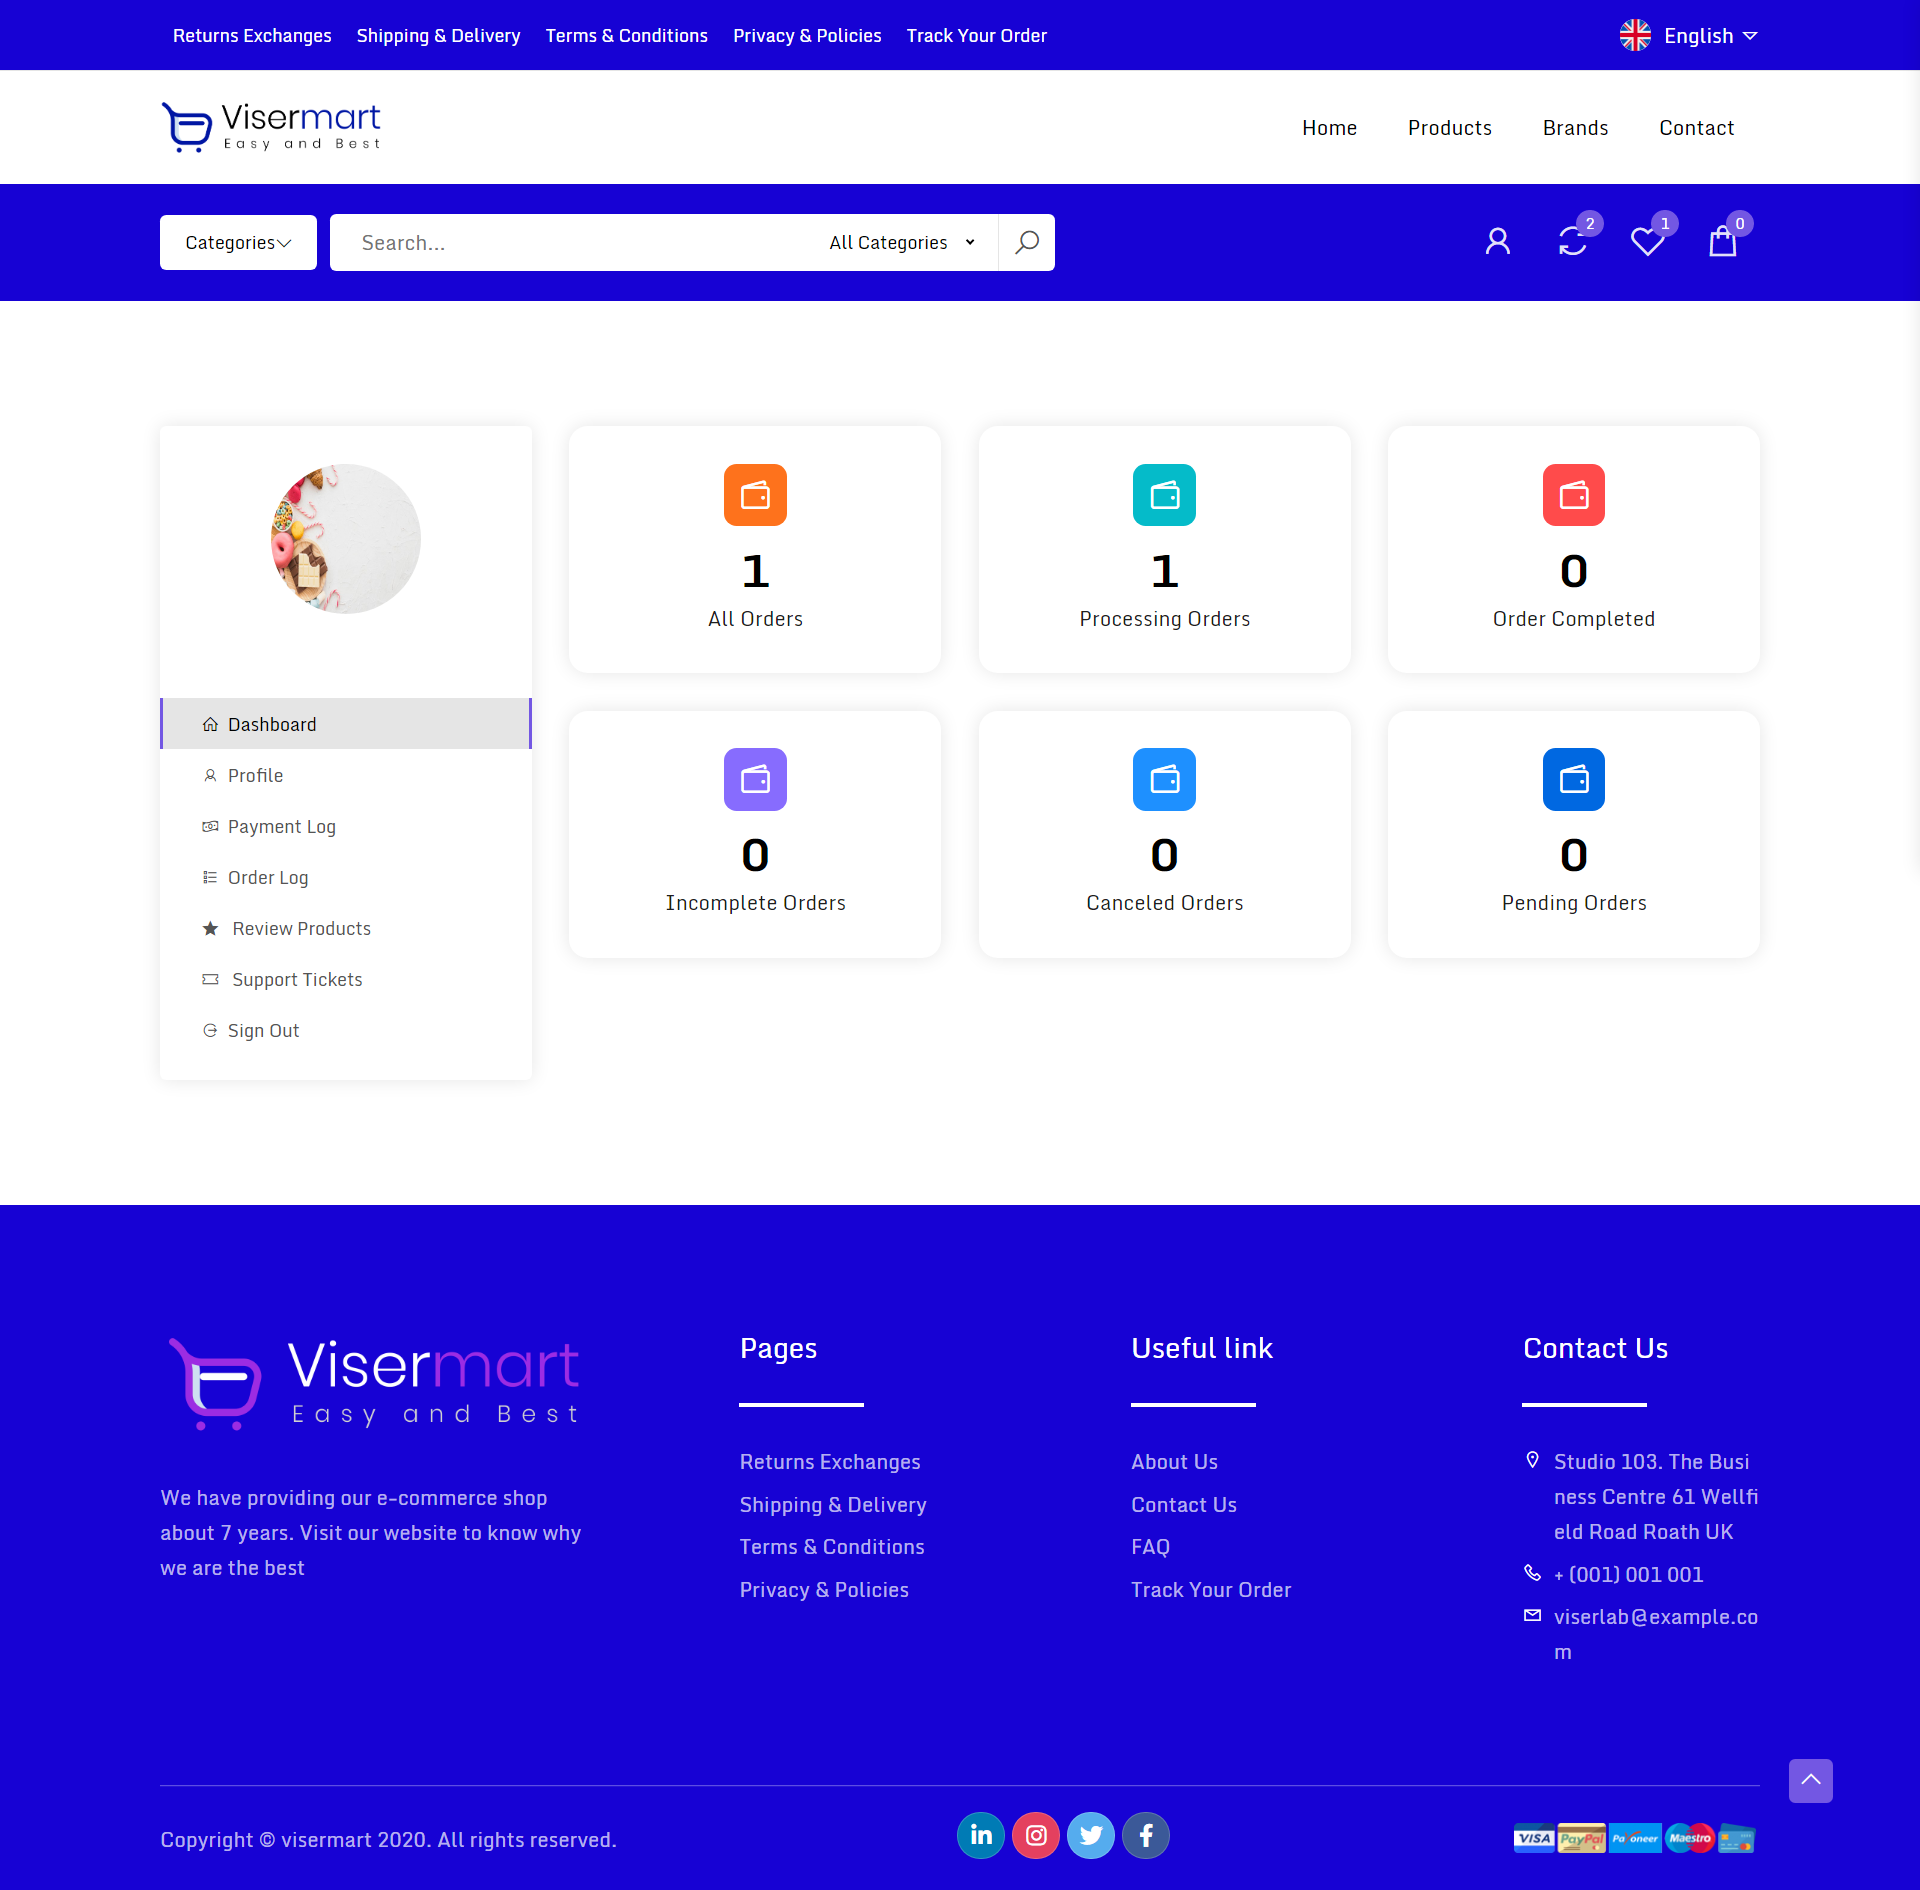 Returns Exchanges Shipping & Delivery Terms & Conditions Privacy & Policies Track Your Order English
Visermart
Easy and Best
Home Products Brands Contact
Categories Search... All Categories 2 1 0
1
All Orders
1
Processing Orders
0
Order Completed
0
Incomplete Orders
0
Canceled Orders
0
Pending Orders
Dashboard
Profile
Payment Log
Order Log
Review Products
Support Tickets
Sign Out
Visermart
Easy and Best
We have providing our e-commerce shop
about 7 years. Visit our website to know why
we are the best
Pages
Returns Exchanges
Shipping & Delivery
Terms & Conditions
Privacy & Policies
Useful link
About Us
Contact Us
FAQ
Track Your Order
Contact Us
Studio 103. The Busi
ness Centre 61 Wellfi
eld Road Roath UK
+ (001) 001 001
viserlab@example.co
m
Copyright © visermart 2020. All rights reserved.
in f
VISA PayPal Payoneer Maestro